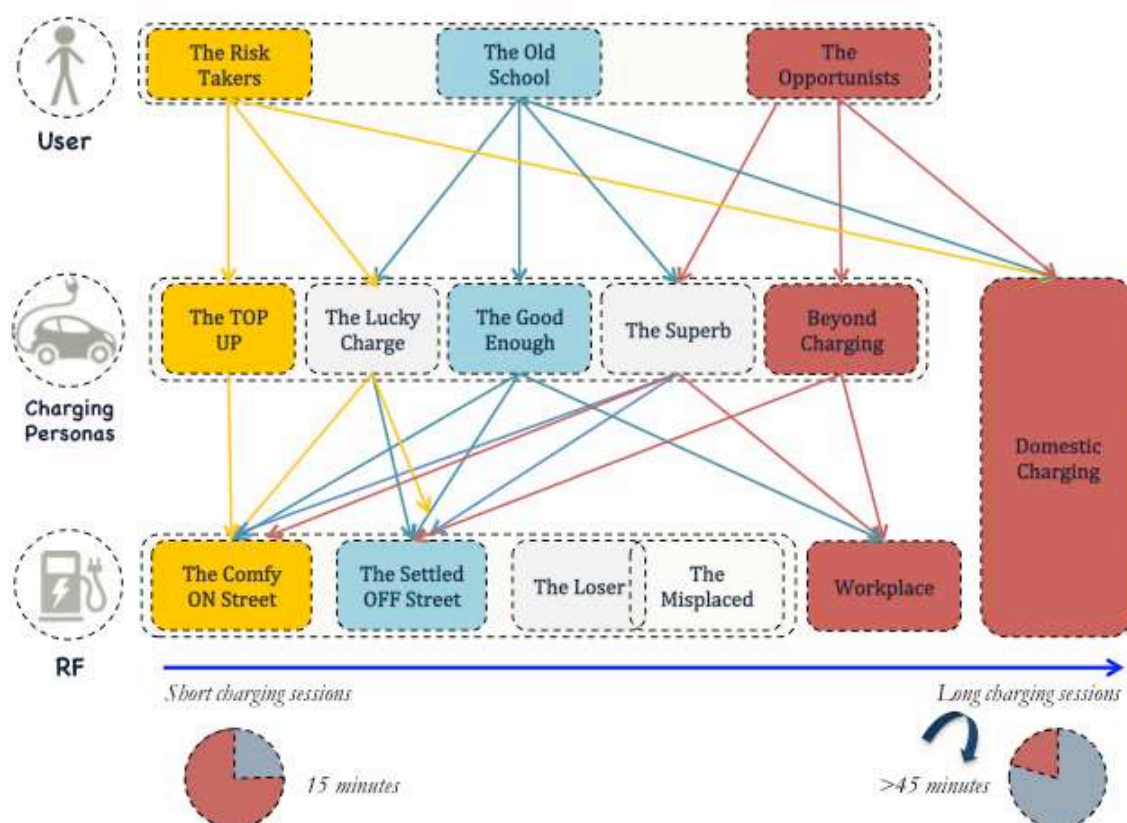 The Risk
Takers
The Old
School
The
Opportunists
User
The TOP
UP
The Lucky
Charge
The Good
Enough
The Superb
Beyond
Charging
Charging
Personas
Domestic
Charging
The Comfy
ON Street
The Settled
OFF Street
The Loser
The
Misplaced
Workplace
RF
Short charging sessions
Long charging sessions
15 minutes
>45 minutes